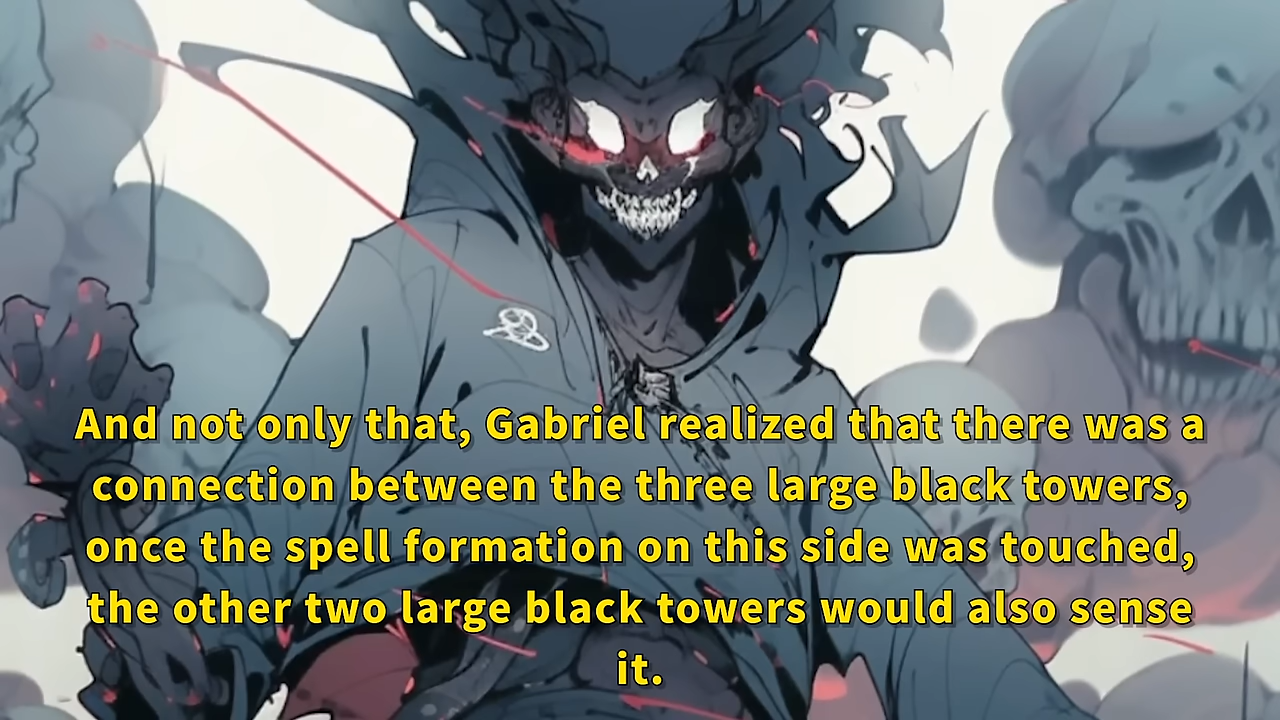 And not only that, Gabriel realized that there was a
connection between the three large black towers,
once the spell formation on this side was touched,
the other two large black towers would also sense
it.